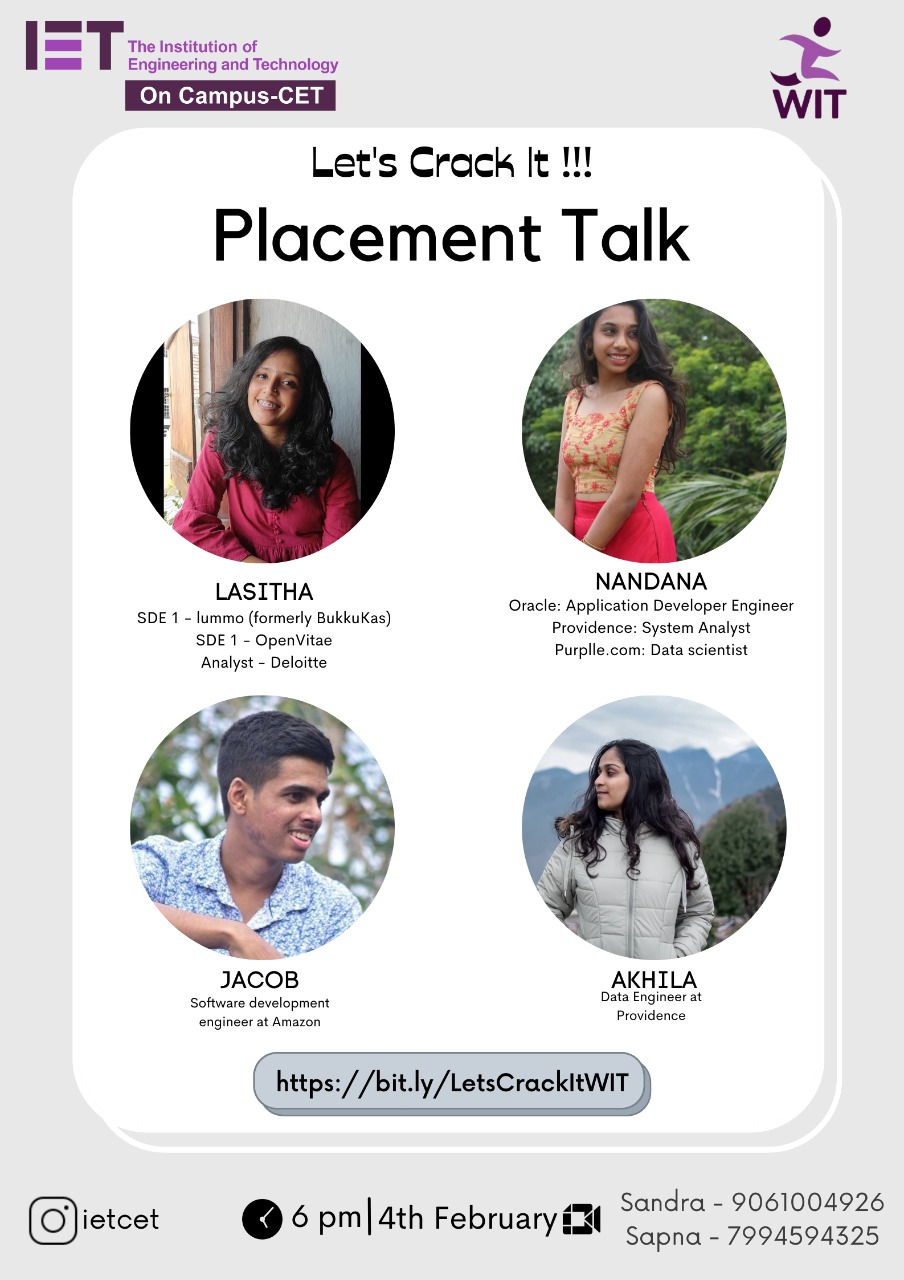 IET The Institution of
Engineering and Technology
On Campus-CET
WIT
Let's Crack It !!!
Placement Talk
LASITHA
SDE 1 - lummo (formerly BukkuKas)
SDE 1 - OpenVitae
Analyst - Deloitte
NANDANA
Oracle: Application Developer Engineer
Providence: System Analyst
Purplle.com: Data scientist
JACOB
Software development
engineer at Amazon
AKHILA
Data Engineer at
Providence
https://bit.ly/LetsCrackItWIT
ietcet
6 pm|4th February
Sandra - 9061004926
Sapna - 7994594325